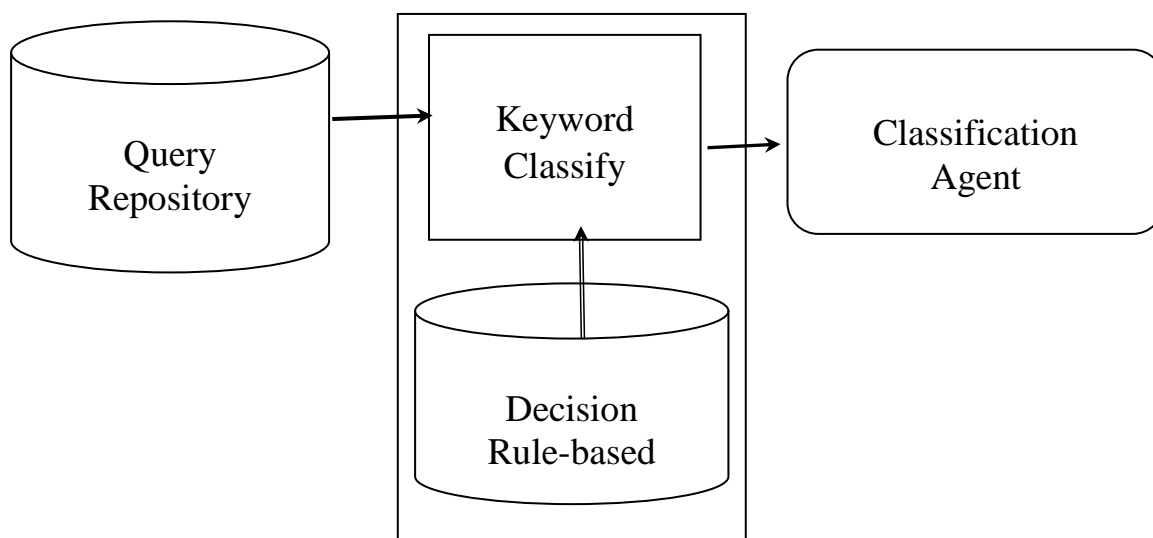 Query
Repository
Keyword
Classify
Classification
Agent
Decision
Rule-based